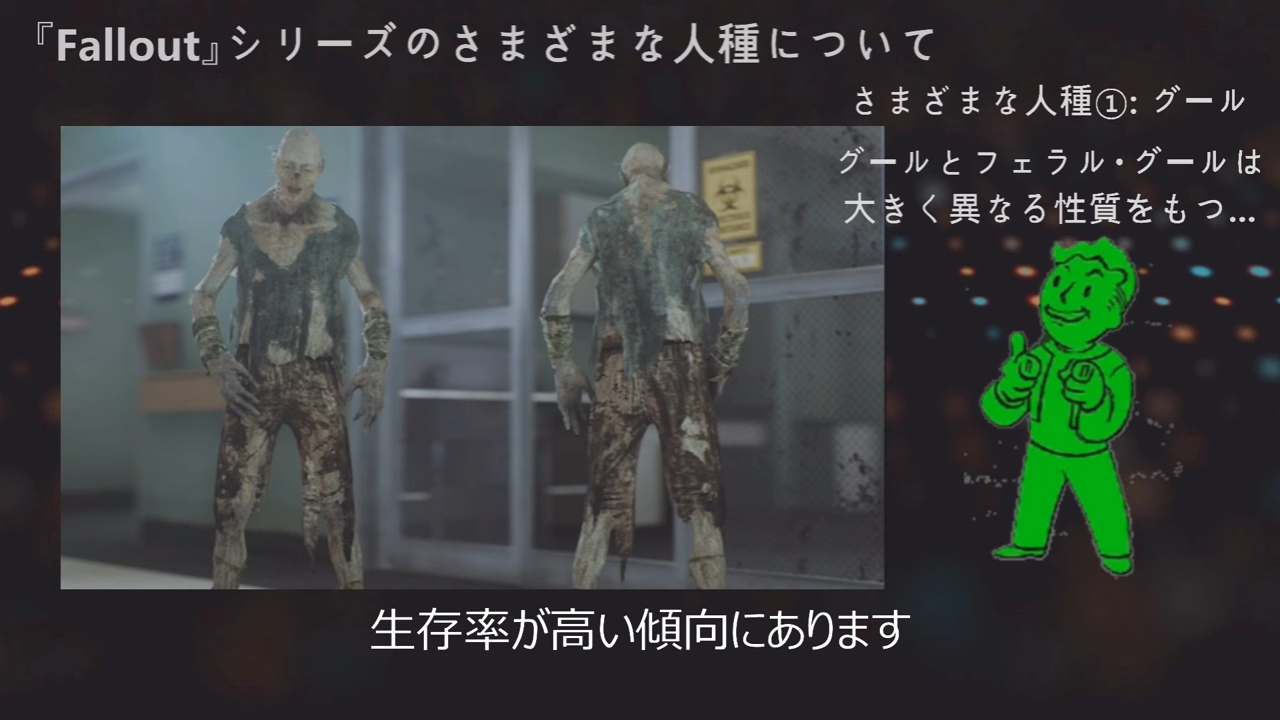 『Fallout』シリーズのさまざまな人種について
さまざまな人種①: グール
グールとフェラル・グールは
大きく異なる性質をもつ...
生存率が高い傾向にあります